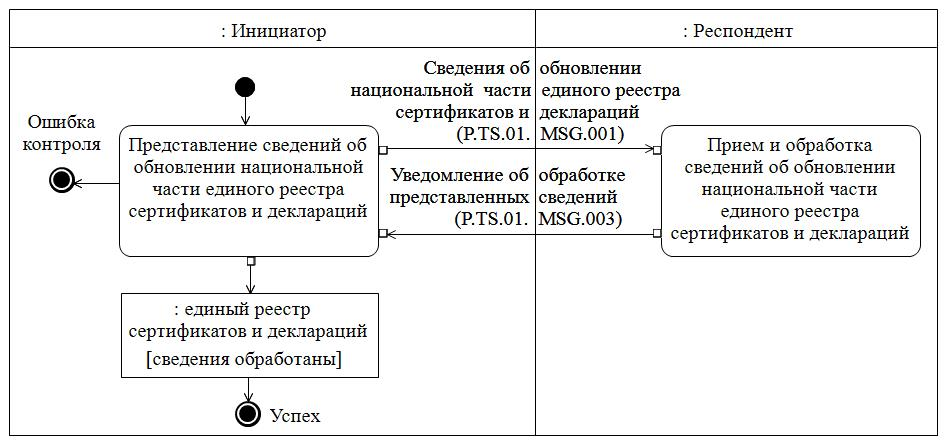 : Инициатор
: Респондент
Сведения об обновлении
национальной части единого реестра
сертификатов и деклараций
(P.TS.01. MSG.001)
Ошибка
контроля
Представление сведений об
обновлении национальной
части единого реестра
сертификатов и деклараций
Прием и обработка
сведений об обновлении
национальной части
единого реестра
сертификатов и деклараций
Уведомление об обработке
представленных сведений
(P.TS.01. MSG.003)
: единый реестр
сертификатов и деклараций
[сведения обработаны]
Успех